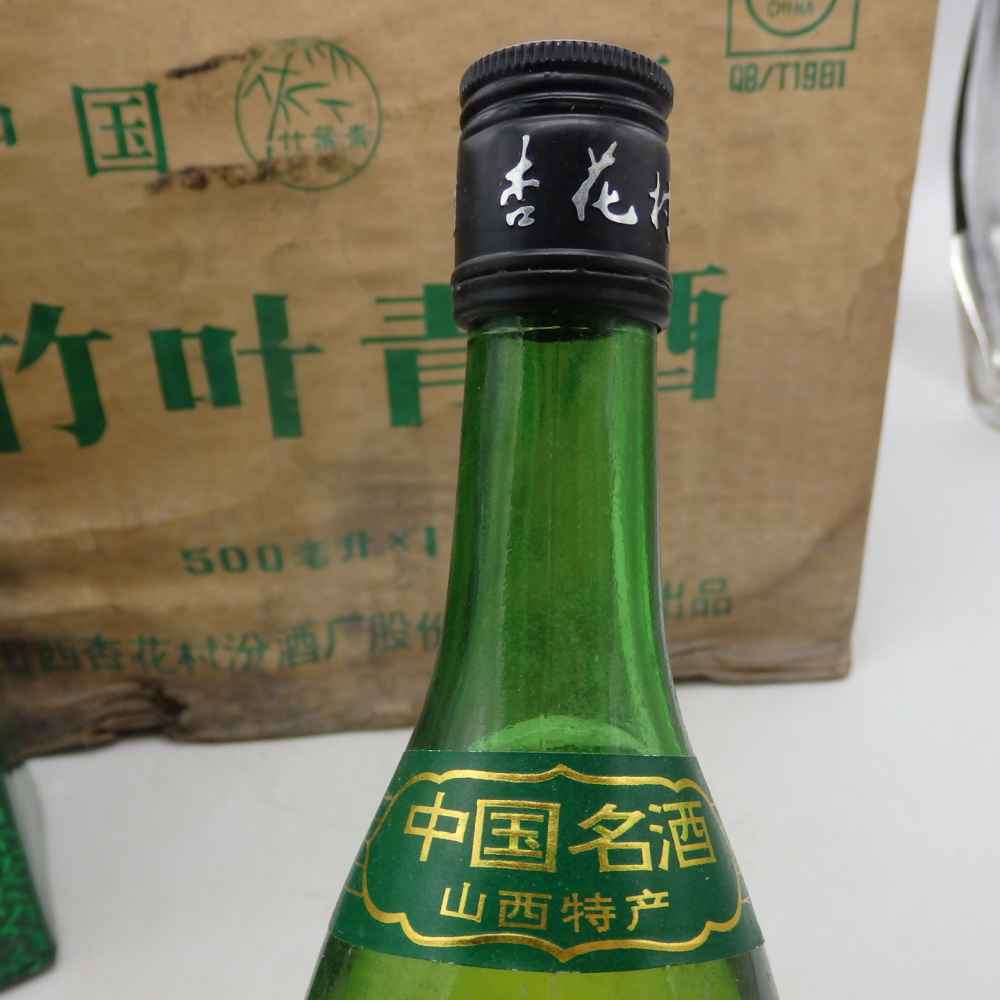 CHINA
QB/T1981
中国
竹叶青
竹叶青酒
500毫升×1
山西杏花村汾酒厂股份
出品
杏花村
中国名酒
山西特产